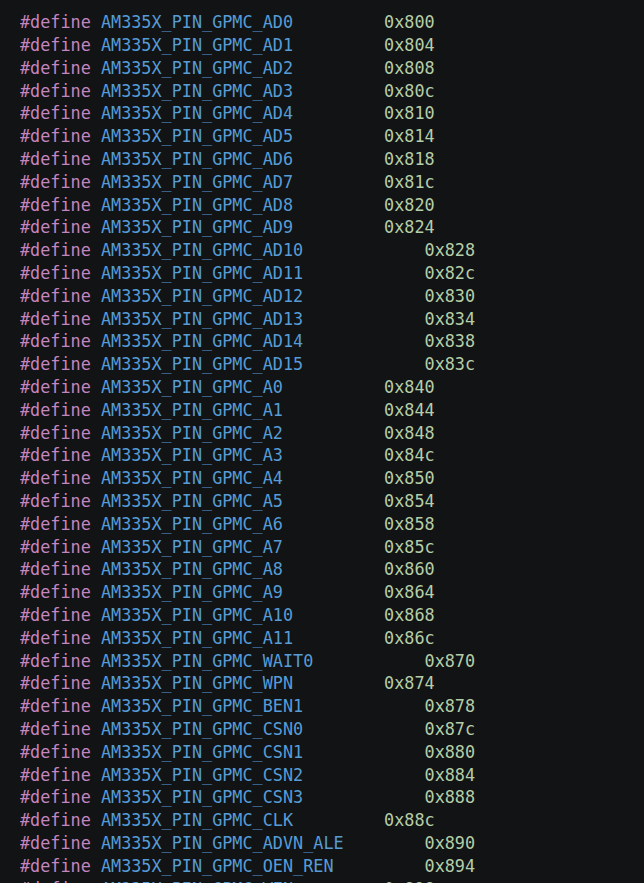 #define AM335X_PIN_GPMC_AD0 0x800
#define AM335X_PIN_GPMC_AD1 0x804
#define AM335X_PIN_GPMC_AD2 0x808
#define AM335X_PIN_GPMC_AD3 0x80c
#define AM335X_PIN_GPMC_AD4 0x810
#define AM335X_PIN_GPMC_AD5 0x814
#define AM335X_PIN_GPMC_AD6 0x818
#define AM335X_PIN_GPMC_AD7 0x81c
#define AM335X_PIN_GPMC_AD8 0x820
#define AM335X_PIN_GPMC_AD9 0x824
#define AM335X_PIN_GPMC_AD10 0x828
#define AM335X_PIN_GPMC_AD11 0x82c
#define AM335X_PIN_GPMC_AD12 0x830
#define AM335X_PIN_GPMC_AD13 0x834
#define AM335X_PIN_GPMC_AD14 0x838
#define AM335X_PIN_GPMC_AD15 0x83c
#define AM335X_PIN_GPMC_A0 0x840
#define AM335X_PIN_GPMC_A1 0x844
#define AM335X_PIN_GPMC_A2 0x848
#define AM335X_PIN_GPMC_A3 0x84c
#define AM335X_PIN_GPMC_A4 0x850
#define AM335X_PIN_GPMC_A5 0x854
#define AM335X_PIN_GPMC_A6 0x858
#define AM335X_PIN_GPMC_A7 0x85c
#define AM335X_PIN_GPMC_A8 0x860
#define AM335X_PIN_GPMC_A9 0x864
#define AM335X_PIN_GPMC_A10 0x868
#define AM335X_PIN_GPMC_A11 0x86c
#define AM335X_PIN_GPMC_WAIT0 0x870
#define AM335X_PIN_GPMC_WPN 0x874
#define AM335X_PIN_GPMC_BEN1 0x878
#define AM335X_PIN_GPMC_CSN0 0x87c
#define AM335X_PIN_GPMC_CSN1 0x880
#define AM335X_PIN_GPMC_CSN2 0x884
#define AM335X_PIN_GPMC_CSN3 0x888
#define AM335X_PIN_GPMC_CLK 0x88c
#define AM335X_PIN_GPMC_ADVN_ALE 0x890
#define AM335X_PIN_GPMC_OEN_REN 0x894